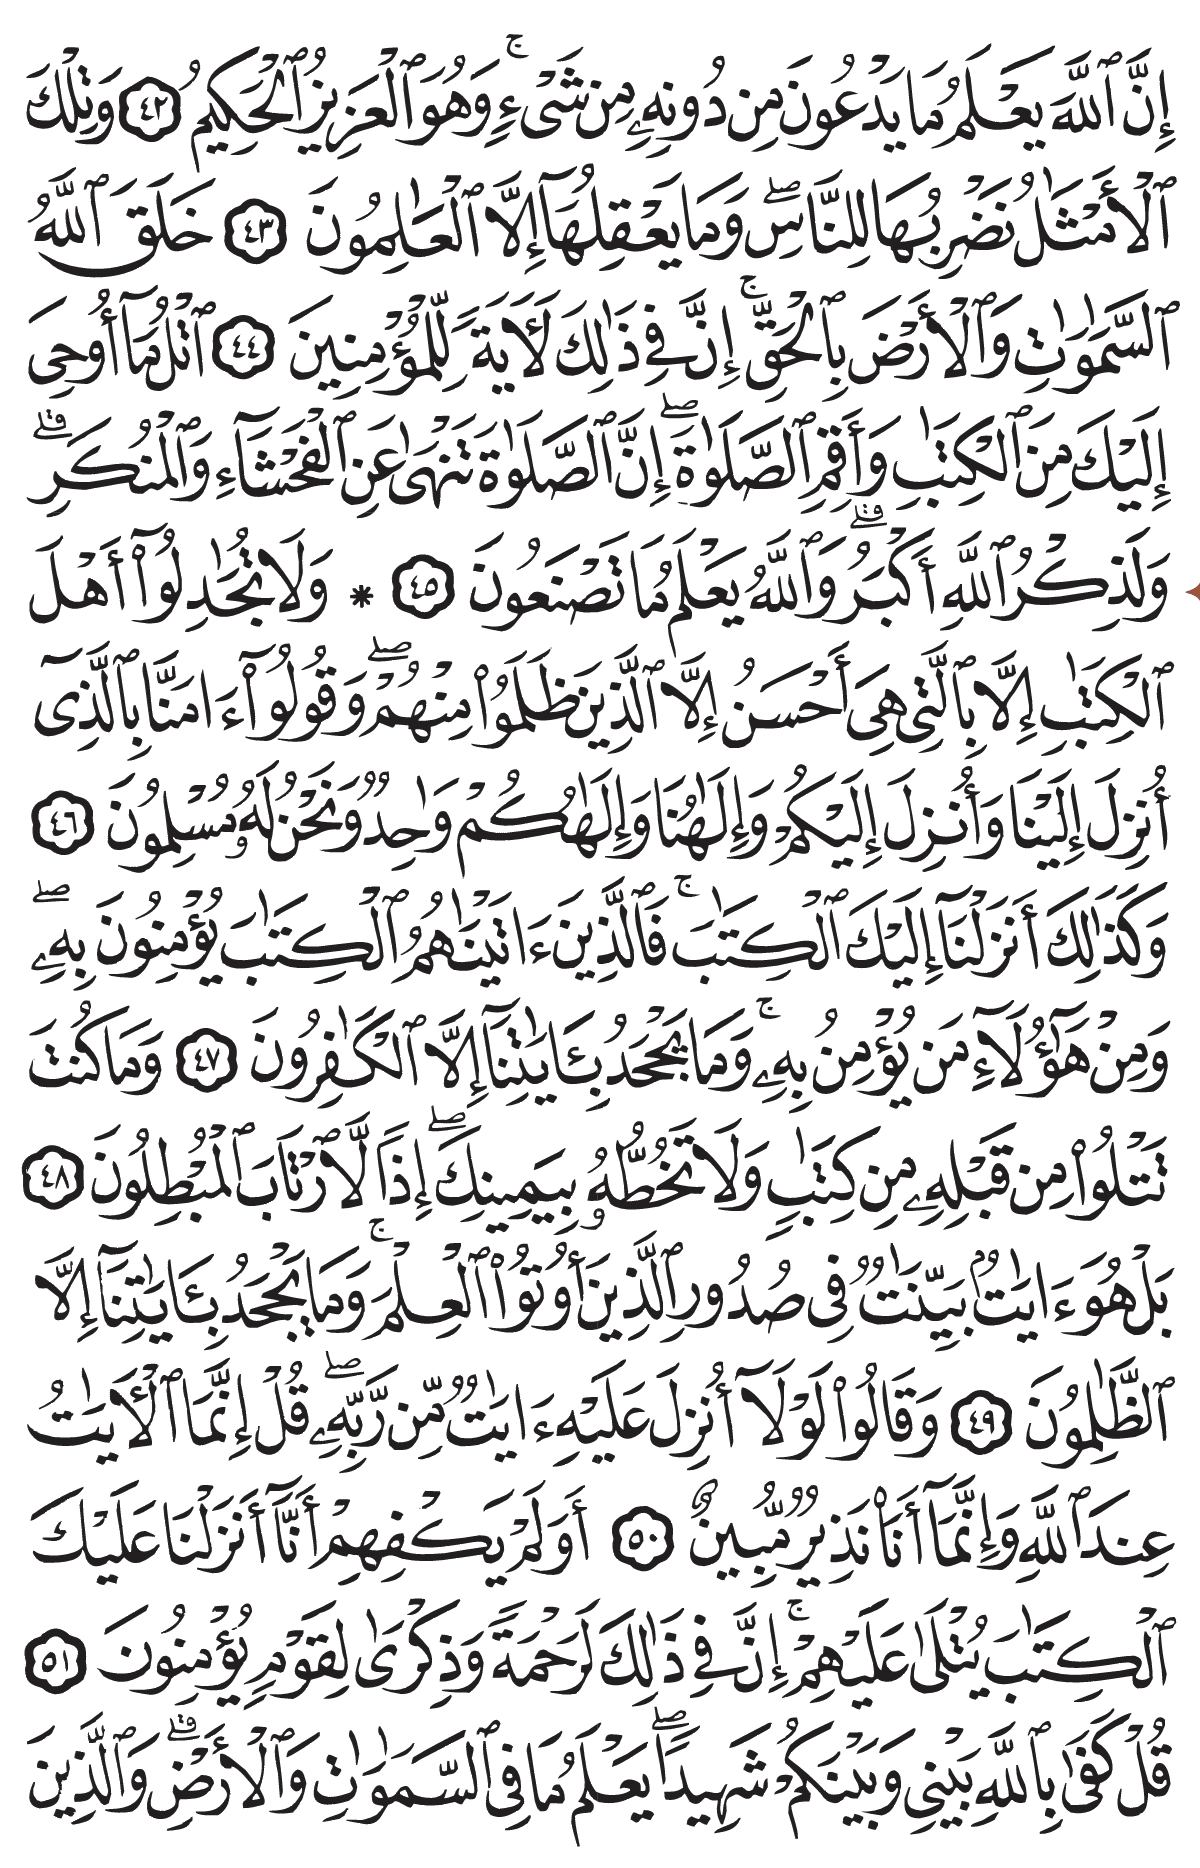 إِنَّ ٱللَّهَ يَعۡلَمُ مَا يَدۡعُونَ مِن دُونِهِۦ مِن شَيۡءٖۚ وَهُوَ ٱلۡعَزِيزُ ٱلۡحَكِيمُ ٤٢ وَتِلۡكَ
ٱلۡأَمۡثَٰلُ نَضۡرِبُهَا لِلنَّاسِۖ وَمَا يَعۡقِلُهَآ إِلَّا ٱلۡعَٰلِمُونَ ٤٣ خَلَقَ ٱللَّهُ
ٱلسَّمَٰوَٰتِ وَٱلۡأَرۡضَ بِٱلۡحَقِّۚ إِنَّ فِي ذَٰلِكَ لَأٓيَةٗ لِّلۡمُؤۡمِنِينَ ٤٤ ٱتۡلُ مَآ أُوحِيَ
إِلَيۡكَ مِنَ ٱلۡكِتَٰبِ وَأَقِمِ ٱلصَّلَوٰةَۖ إِنَّ ٱلصَّلَوٰةَ تَنۡهَىٰ عَنِ ٱلۡفَحۡشَآءِ وَٱلۡمُنكَرِۗ
وَلَذِكۡرُ ٱللَّهِ أَكۡبَرُۗ وَٱللَّهُ يَعۡلَمُ مَا تَصۡنَعُونَ ٤٥ ۞ وَلَا تُجَٰدِلُوٓاْ أَهۡلَ
ٱلۡكِتَٰبِ إِلَّا بِٱلَّتِي هِيَ أَحۡسَنُ إِلَّا ٱلَّذِينَ ظَلَمُواْ مِنۡهُمۡۖ وَقُولُوٓاْ ءَامَنَّا بِٱلَّذِيٓ
أُنزِلَ إِلَيۡنَا وَأُنزِلَ إِلَيۡكُمۡ وَإِلَٰهُنَا وَإِلَٰهُكُمۡ وَٰحِدٞ وَنَحۡنُ لَهُۥ مُسۡلِمُونَ ٤٦
وَكَذَٰلِكَ أَنزَلۡنَآ إِلَيۡكَ ٱلۡكِتَٰبَۚ فَٱلَّذِينَ ءَاتَيۡنَٰهُمُ ٱلۡكِتَٰبَ يُؤۡمِنُونَ بِهِۦۖ
وَمِنۡ هَٰٓؤُلَآءِ مَن يُؤۡمِنُ بِهِۦۚ وَمَا يَجۡحَدُ بِـَٔايَٰتِنَآ إِلَّا ٱلۡكَٰفِرُونَ ٤٧ وَمَا كُنتَ
تَتۡلُواْ مِن قَبۡلِهِۦ مِن كِتَٰبٖ وَلَا تَخُطُّهُۥ بِيَمِينِكَۖ إِذٗا لَّٱرۡتَابَ ٱلۡمُبۡطِلُونَ ٤٨
بَلۡ هُوَ ءَايَٰتُۢ بَيِّنَٰتٞ فِي صُدُورِ ٱلَّذِينَ أُوتُواْ ٱلۡعِلۡمَۚ وَمَا يَجۡحَدُ بِـَٔايَٰتِنَآ إِلَّا
ٱلظَّٰلِمُونَ ٤٩ وَقَالُواْ لَوۡلَآ أُنزِلَ عَلَيۡهِ ءَايَٰتٞ مِّن رَّبِّهِۦۚ قُلۡ إِنَّمَا ٱلۡأٓيَٰتُ
عِندَ ٱللَّهِ وَإِنَّمَآ أَنَا۠ نَذِيرٞ مُّبِينٌ ٥٠ أَوَلَمۡ يَكۡفِهِمۡ أَنَّآ أَنزَلۡنَا عَلَيۡكَ
ٱلۡكِتَٰبَ يُتۡلَىٰ عَلَيۡهِمۡۚ إِنَّ فِي ذَٰلِكَ لَرَحۡمَةٗ وَذِكۡرَىٰ لِقَوۡمٖ يُؤۡمِنُونَ ٥١
قُلۡ كَفَىٰ بِٱللَّهِ بَيۡنِي وَبَيۡنَكُمۡ شَهِيدٗاۖ يَعۡلَمُ مَا فِي ٱلسَّمَٰوَٰتِ وَٱلۡأَرۡضِۗ وَٱلَّذِينَ